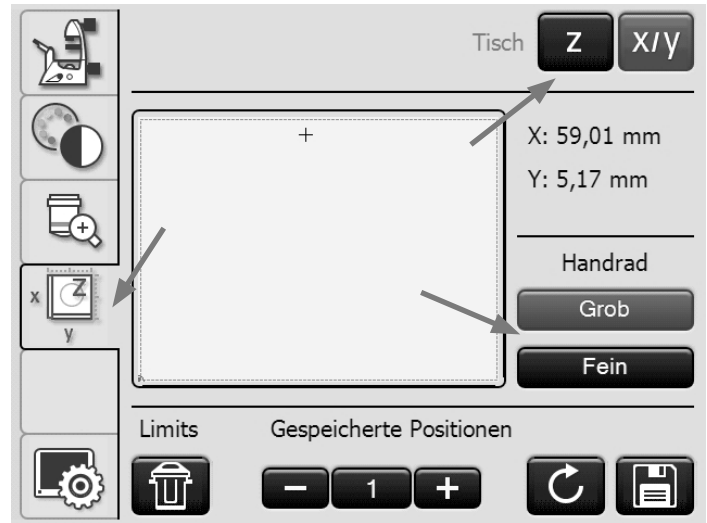 Tisch Z X/Y
X: 59,01 mm
Y: 5,17 mm
Handrad
Grob
Fein
x Z
y
Limits Gespeicherte Positionen
1